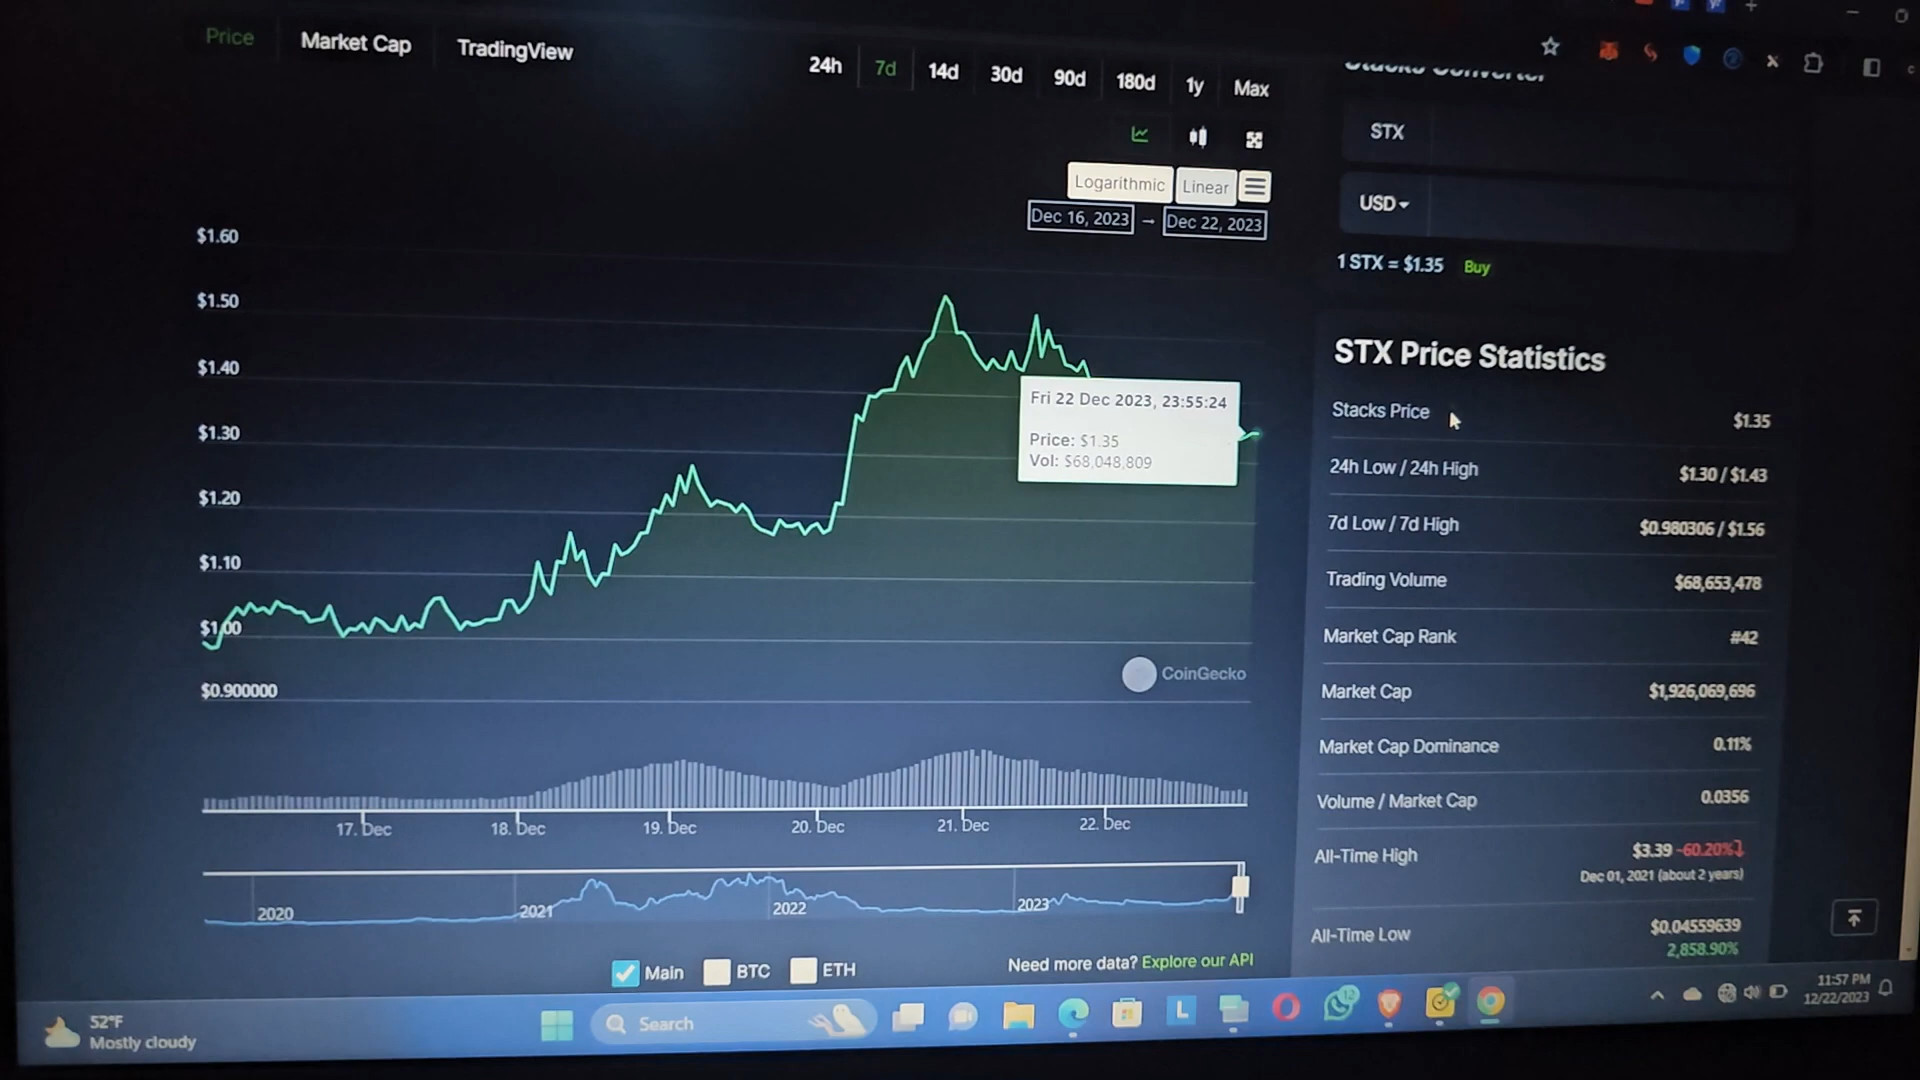 Price Market Cap TradingView
24h 7d 14d 30d 90d 180d 1y Max
Logarithmic Linear
Dec 16, 2023 → Dec 22, 2023
$1.60
$1.50
$1.40
$1.30
$1.20
$1.10
$1.00
$0.900000
Fri 22 Dec 2023, 23:55:24
Price: $1.35
Vol: $68,048,809
CoinGecko
17. Dec 18. Dec 19. Dec 20. Dec 21. Dec 22. Dec
2020 2021 2022 2023
Main BTC ETH
Need more data? Explore our API
Stacks Converter
STX
USD
1 STX = $1.35 Buy
STX Price Statistics
Stacks Price $1.35
24h Low / 24h High $1.30 / $1.43
7d Low / 7d High $0.980306 / $1.56
Trading Volume $68,653,478
Market Cap Rank #42
Market Cap $1,926,069,696
Market Cap Dominance 0.11%
Volume / Market Cap 0.0356
All-Time High $3.39 -60.20%
Dec 01, 2021 (about 2 years)
All-Time Low $0.04559639
2,858.90%
52°F
Mostly cloudy
Search
L
12
11:57 PM
12/22/2023